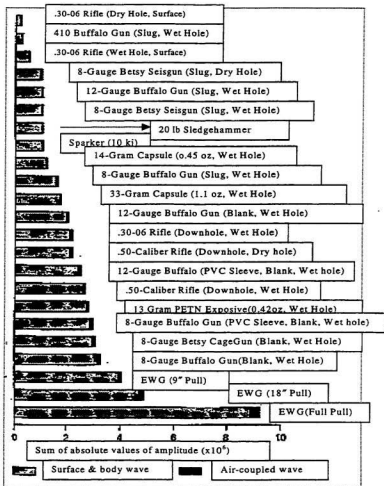 .30-06 Rifle (Dry Hole, Surface)
410 Buffalo Gun (Slug, Wet Hole)
.30-06 Rifle (Wet Hole, Surface)
8-Gauge Betsy Seisgun (Slug, Dry Hole)
12-Gauge Buffalo Gun (Slug, Wet Hole)
8-Gauge Betsy Seisgun (Slug, Wet Hole)
20 lb Sledgehammer
Sparker (10 ki)
14-Gram Capsule (0.45 oz, Wet Hole)
8-Gauge Buffalo Gun (Slug, Wet Hole)
33-Gram Capsule (1.1 oz, Wet Hole)
12-Gauge Buffalo Gun (Blank, Wet Hole)
.30-06 Rifle (Downhole, Wet Hole)
.50-Caliber Rifle (Downhole, Dry hole)
12-Gauge Buffalo (PVC Sleeve, Blank, Wet hole)
.50-Caliber Rifle (Downhole, Wet Hole)
13 Gram PETN Exposive(0.42oz, Wet Hole)
8-Gauge Buffalo Gun (PVC Sleeve, Blank, Wet hole)
8-Gauge Betsy CageGun (Blank, Wet Hole)
8-Gauge Buffalo Gun(Blank, Wet Hole)
EWG (9" Pull)
EWG (18" Pull)
EWG(Full Pull)
0 2 4 6 8 10
Sum of absolute values of amplitude (x10⁶)
Surface & body wave Air-coupled wave